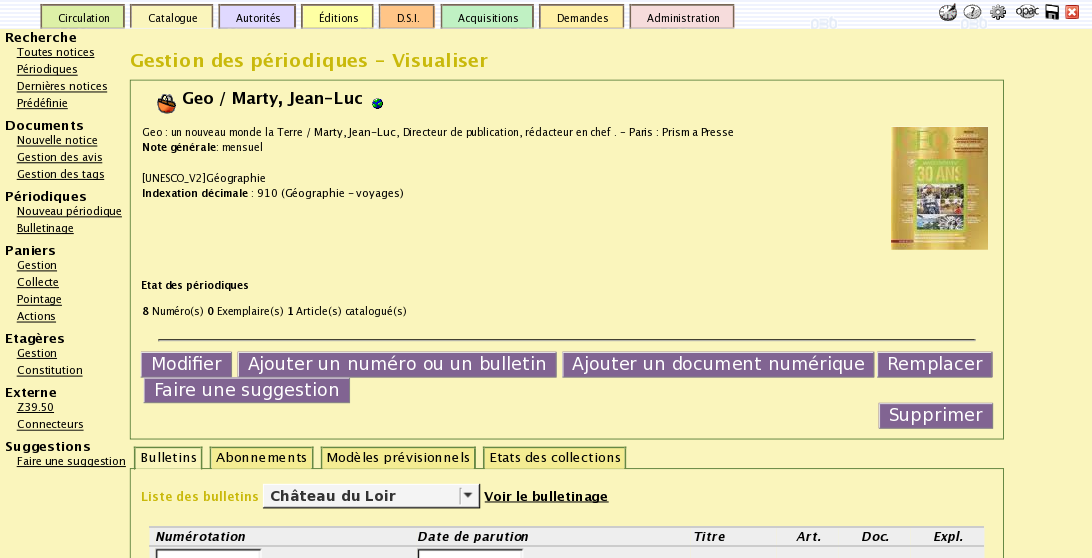 Circulation Catalogue Autorités Éditions D.S.I. Acquisitions Demandes Administration opac
Recherche
Toutes notices
Périodiques
Dernières notices
Prédéfinie
Documents
Nouvelle notice
Gestion des avis
Gestion des tags
Périodiques
Nouveau périodique
Bulletinage
Paniers
Gestion
Collecte
Pointage
Actions
Etagères
Gestion
Constitution
Externe
Z39.50
Connecteurs
Suggestions
Faire une suggestion
Gestion des périodiques – Visualiser
Geo / Marty, Jean-Luc
Geo : un nouveau monde la Terre / Marty, Jean-Luc, Directeur de publication, rédacteur en chef . – Paris : Prisma Presse
Note générale: mensuel
[UNESCO_V2]Géographie
Indexation décimale : 910 (Géographie – voyages)
GEO
30 ANS
Etat des périodiques
8 Numéro(s) 0 Exemplaire(s) 1 Article(s) catalogué(s)
Modifier Ajouter un numéro ou un bulletin Ajouter un document numérique Remplacer
Faire une suggestion
Supprimer
Bulletins Abonnements Modèles prévisionnels Etats des collections
Liste des bulletins Château du Loir Voir le bulletinage
Numérotation Date de parution Titre Art. Doc. Expl.